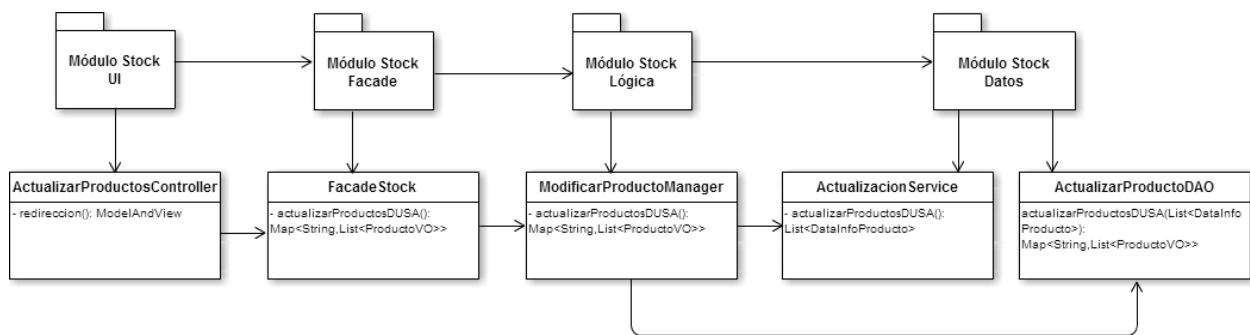 Módulo Stock
UI
Módulo Stock
Facade
Módulo Stock
Lógica
Módulo Stock
Datos
ActualizarProductosController
- redireccion(): ModelAndView
FacadeStock
- actualizarProductosDUSA():
Map<String,List<ProductoVO>>
ModificarProductoManager
- actualizarProductosDUSA():
Map<String,List<ProductoVO>>
ActualizacionService
- actualizarProductosDUSA():
List<DataInfoProducto>
ActualizarProductoDAO
actualizarProductosDUSA(List<DataInfo
Producto>):
Map<String,List<ProductoVO>>